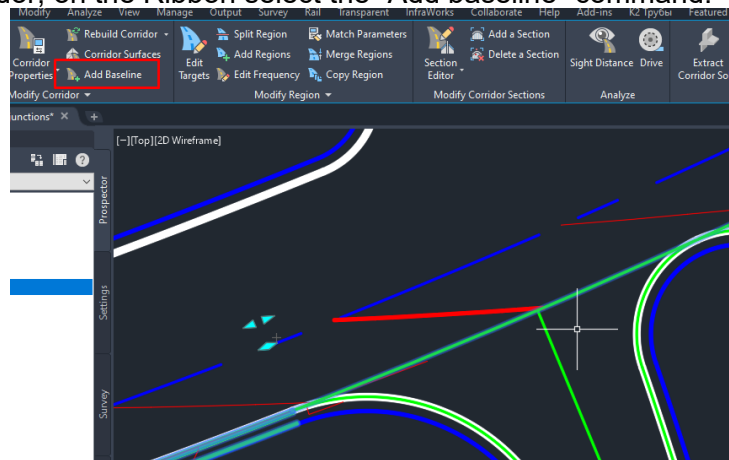 der, on the Ribbon select the "Add baseline" command.
Modify Analyze View Manage Output Survey Rail Transparent InfraWorks Collaborate Help Add-ins K2 Трубы Featured
Rebuild Corridor Split Region Match Parameters Add a Section
Corridor Surfaces Add Regions Merge Regions Delete a Section
Corridor Properties Add Baseline Edit Targets Edit Frequency Copy Region Section Editor Sight Distance Drive Extract Corridor So
Modify Corridor Modify Region Modify Corridor Sections Analyze
unctions* × +
[−][Top][2D Wireframe]
Prospector
Settings
Survey